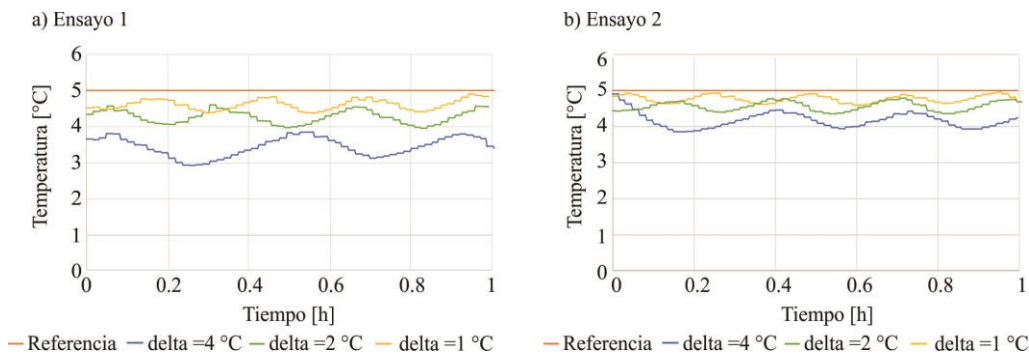 a) Ensayo 1
6
5
4
3
2
1
0
Temperatura [°C]
0 0.2 0.4 0.6 0.8 1
Tiempo [h]
Referencia delta =4 °C delta =2 °C delta =1 °C
b) Ensayo 2
6
5
4
3
2
1
0
Temperatura [°C]
0 0.2 0.4 0.6 0.8 1
Tiempo [h]
Referencia delta =4 °C delta =2 °C delta =1 °C